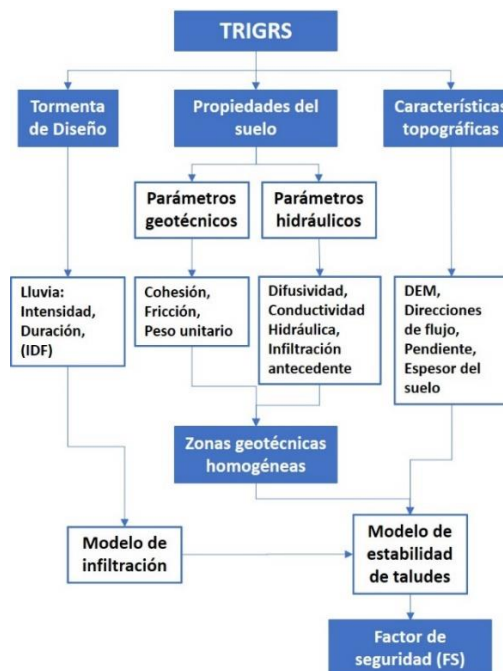 TRIGRS
Tormenta
de Diseño
Propiedades del
suelo
Características
topográficas
Parámetros
geotécnicos
Parámetros
hidráulicos
Lluvia:
Intensidad,
Duración,
(IDF)
Cohesión,
Fricción,
Peso unitario
Difusividad,
Conductividad
Hidráulica,
Infiltración
antecedente
DEM,
Direcciones
de flujo,
Pendiente,
Espesor del
suelo
Zonas geotécnicas
homogéneas
Modelo de
infiltración
Modelo de
estabilidad
de taludes
Factor de
seguridad (FS)